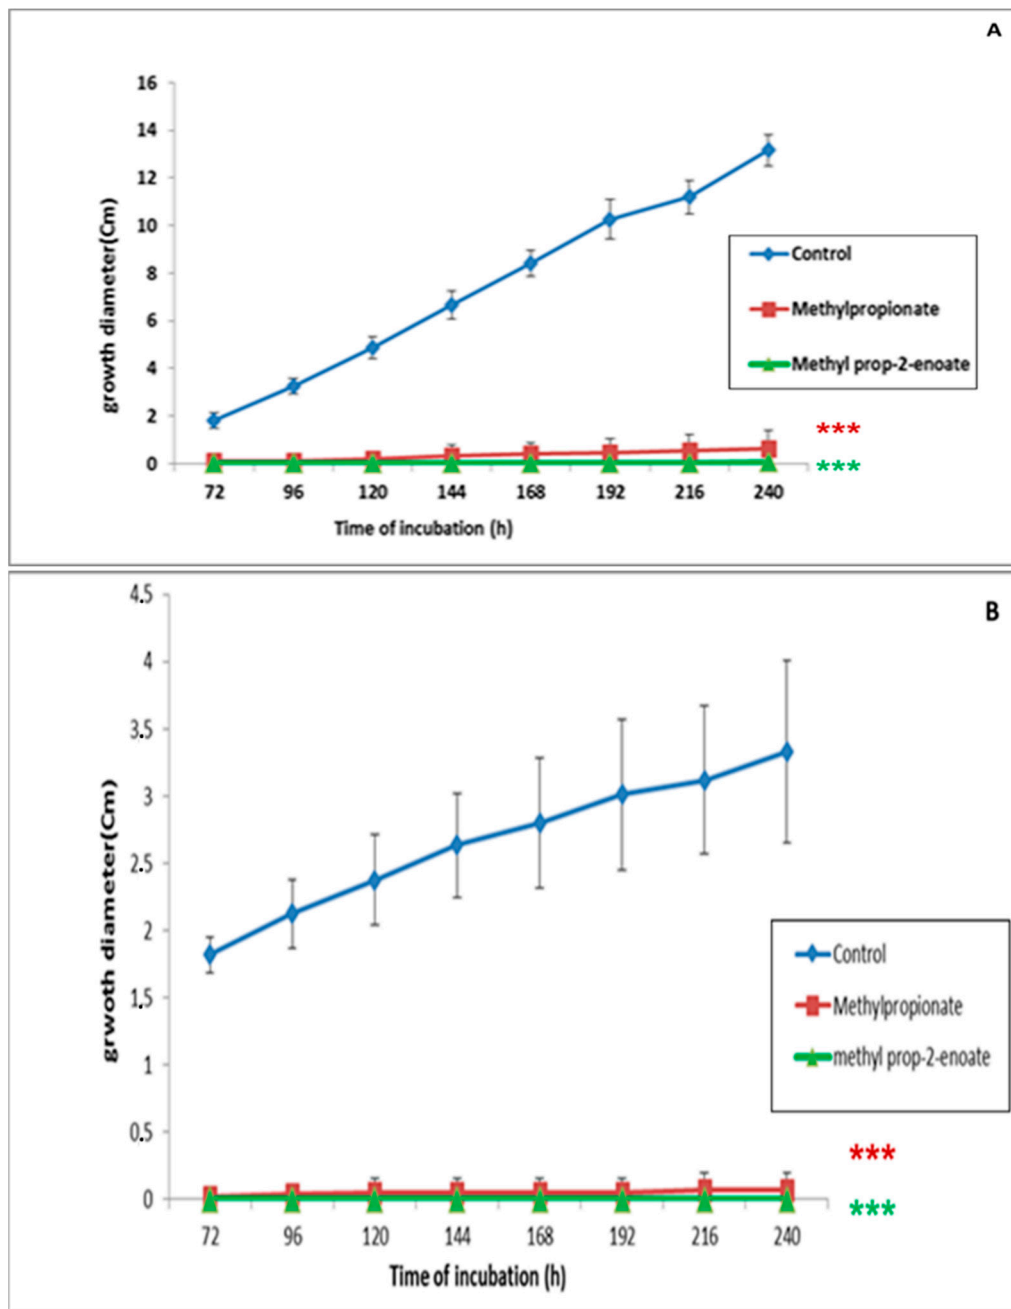 A
16
14
12
10
8
6
4
2
0
growth diameter(Cm)
72 96 120 144 168 192 216 240
Time of incubation (h)
Control
Methylpropionate
Methyl prop-2-enoate
***
***
B
4.5
4
3.5
3
2.5
2
1.5
1
0.5
0
grwoth diameter(Cm)
72 96 120 144 168 192 216 240
Time of incubation (h)
Control
Methylpropionate
methyl prop-2-enoate
***
***